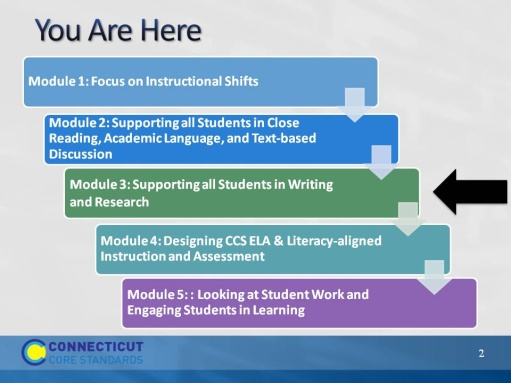 You Are Here
Module 1: Focus on Instructional Shifts
Module 2: Supporting all Students in Close
Reading, Academic Language, and Text-based
Discussion
Module 3: Supporting all Students in Writing
and Research
Module 4: Designing CCS ELA & Literacy-aligned
Instruction and Assessment
Module 5: : Looking at Student Work and
Engaging Students in Learning
CONNECTICUT
CORE STANDARDS
2